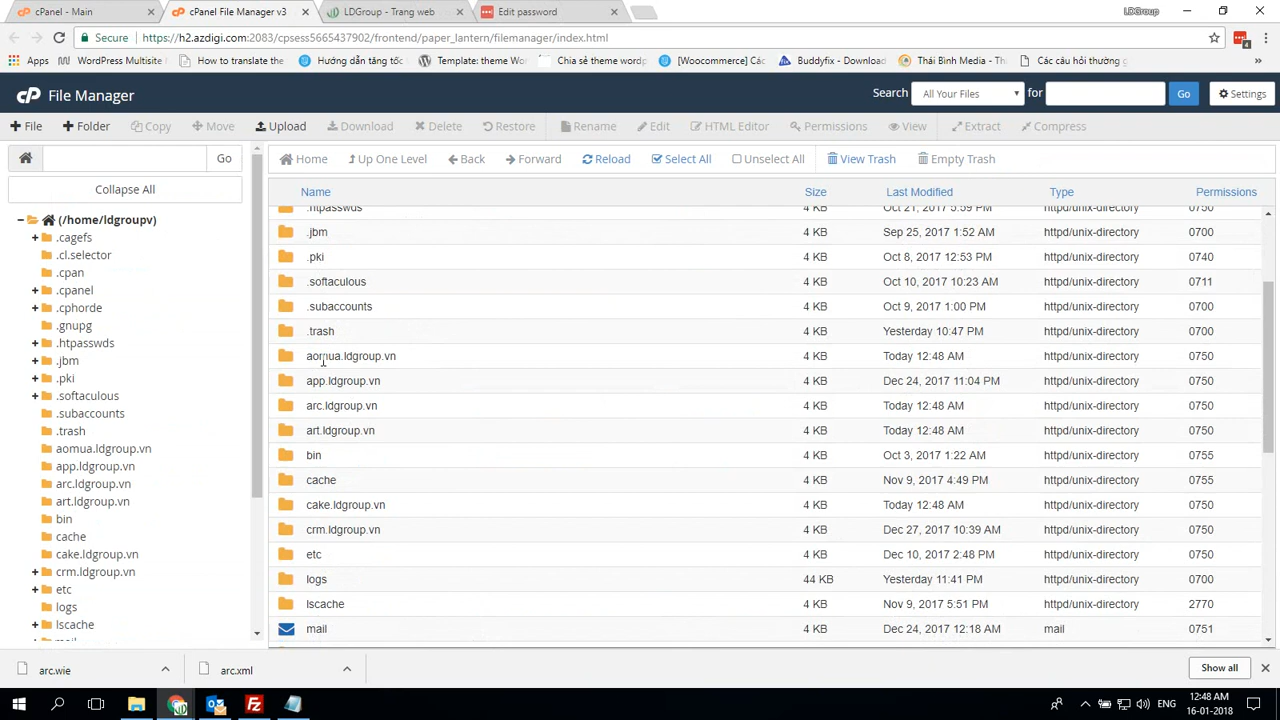 cPanel - Main
cPanel File Manager v3
LDGroup - Trang web
Edit password
LDGroup
Secure
https://h2.azdigi.com:2083/cpsess5665437902/frontend/paper_lantern/filemanager/index.html
4
Apps
WordPress Multisite
How to translate the
Hướng dẫn tăng tốc
Template: theme Wor
Chia sẻ theme wordp
[Woocommerce] Các
Buddyfix - Download
Thái Bình Media - Th
Các câu hỏi thường g
»
cP File Manager
Search All Your Files for Go Settings
File Folder Copy Move Upload Download Delete Restore Rename Edit HTML Editor Permissions View Extract Compress
Go
Home Up One Level Back Forward Reload Select All Unselect All View Trash Empty Trash
Collapse All
(/home/ldgroupv)
.cagefs
.cl.selector
.cpan
.cpanel
.cphorde
.gnupg
.htpasswds
.jbm
.pki
.softaculous
.subaccounts
.trash
aomua.ldgroup.vn
app.ldgroup.vn
arc.ldgroup.vn
art.ldgroup.vn
bin
cache
cake.ldgroup.vn
crm.ldgroup.vn
etc
logs
lscache
mail
Name Size Last Modified Type Permissions
.htpasswds 4 KB Oct 21, 2017 5:59 PM httpd/unix-directory 0750
.jbm 4 KB Sep 25, 2017 1:52 AM httpd/unix-directory 0700
.pki 4 KB Oct 8, 2017 12:53 PM httpd/unix-directory 0740
.softaculous 4 KB Oct 10, 2017 10:23 AM httpd/unix-directory 0711
.subaccounts 4 KB Oct 9, 2017 1:00 PM httpd/unix-directory 0700
.trash 4 KB Yesterday 10:47 PM httpd/unix-directory 0700
aomua.ldgroup.vn 4 KB Today 12:48 AM httpd/unix-directory 0750
app.ldgroup.vn 4 KB Dec 24, 2017 11:04 PM httpd/unix-directory 0750
arc.ldgroup.vn 4 KB Today 12:48 AM httpd/unix-directory 0750
art.ldgroup.vn 4 KB Today 12:48 AM httpd/unix-directory 0750
bin 4 KB Oct 3, 2017 1:22 AM httpd/unix-directory 0755
cache 4 KB Nov 9, 2017 4:49 PM httpd/unix-directory 0755
cake.ldgroup.vn 4 KB Today 12:48 AM httpd/unix-directory 0750
crm.ldgroup.vn 4 KB Dec 27, 2017 10:39 AM httpd/unix-directory 0750
etc 4 KB Dec 10, 2017 2:48 PM httpd/unix-directory 0750
logs 44 KB Yesterday 11:41 PM httpd/unix-directory 0700
lscache 4 KB Nov 9, 2017 5:51 PM httpd/unix-directory 2770
mail 4 KB Dec 24, 2017 12:18 AM mail 0751
arc.wie
arc.xml
Show all
ENG
12:48 AM
16-01-2018